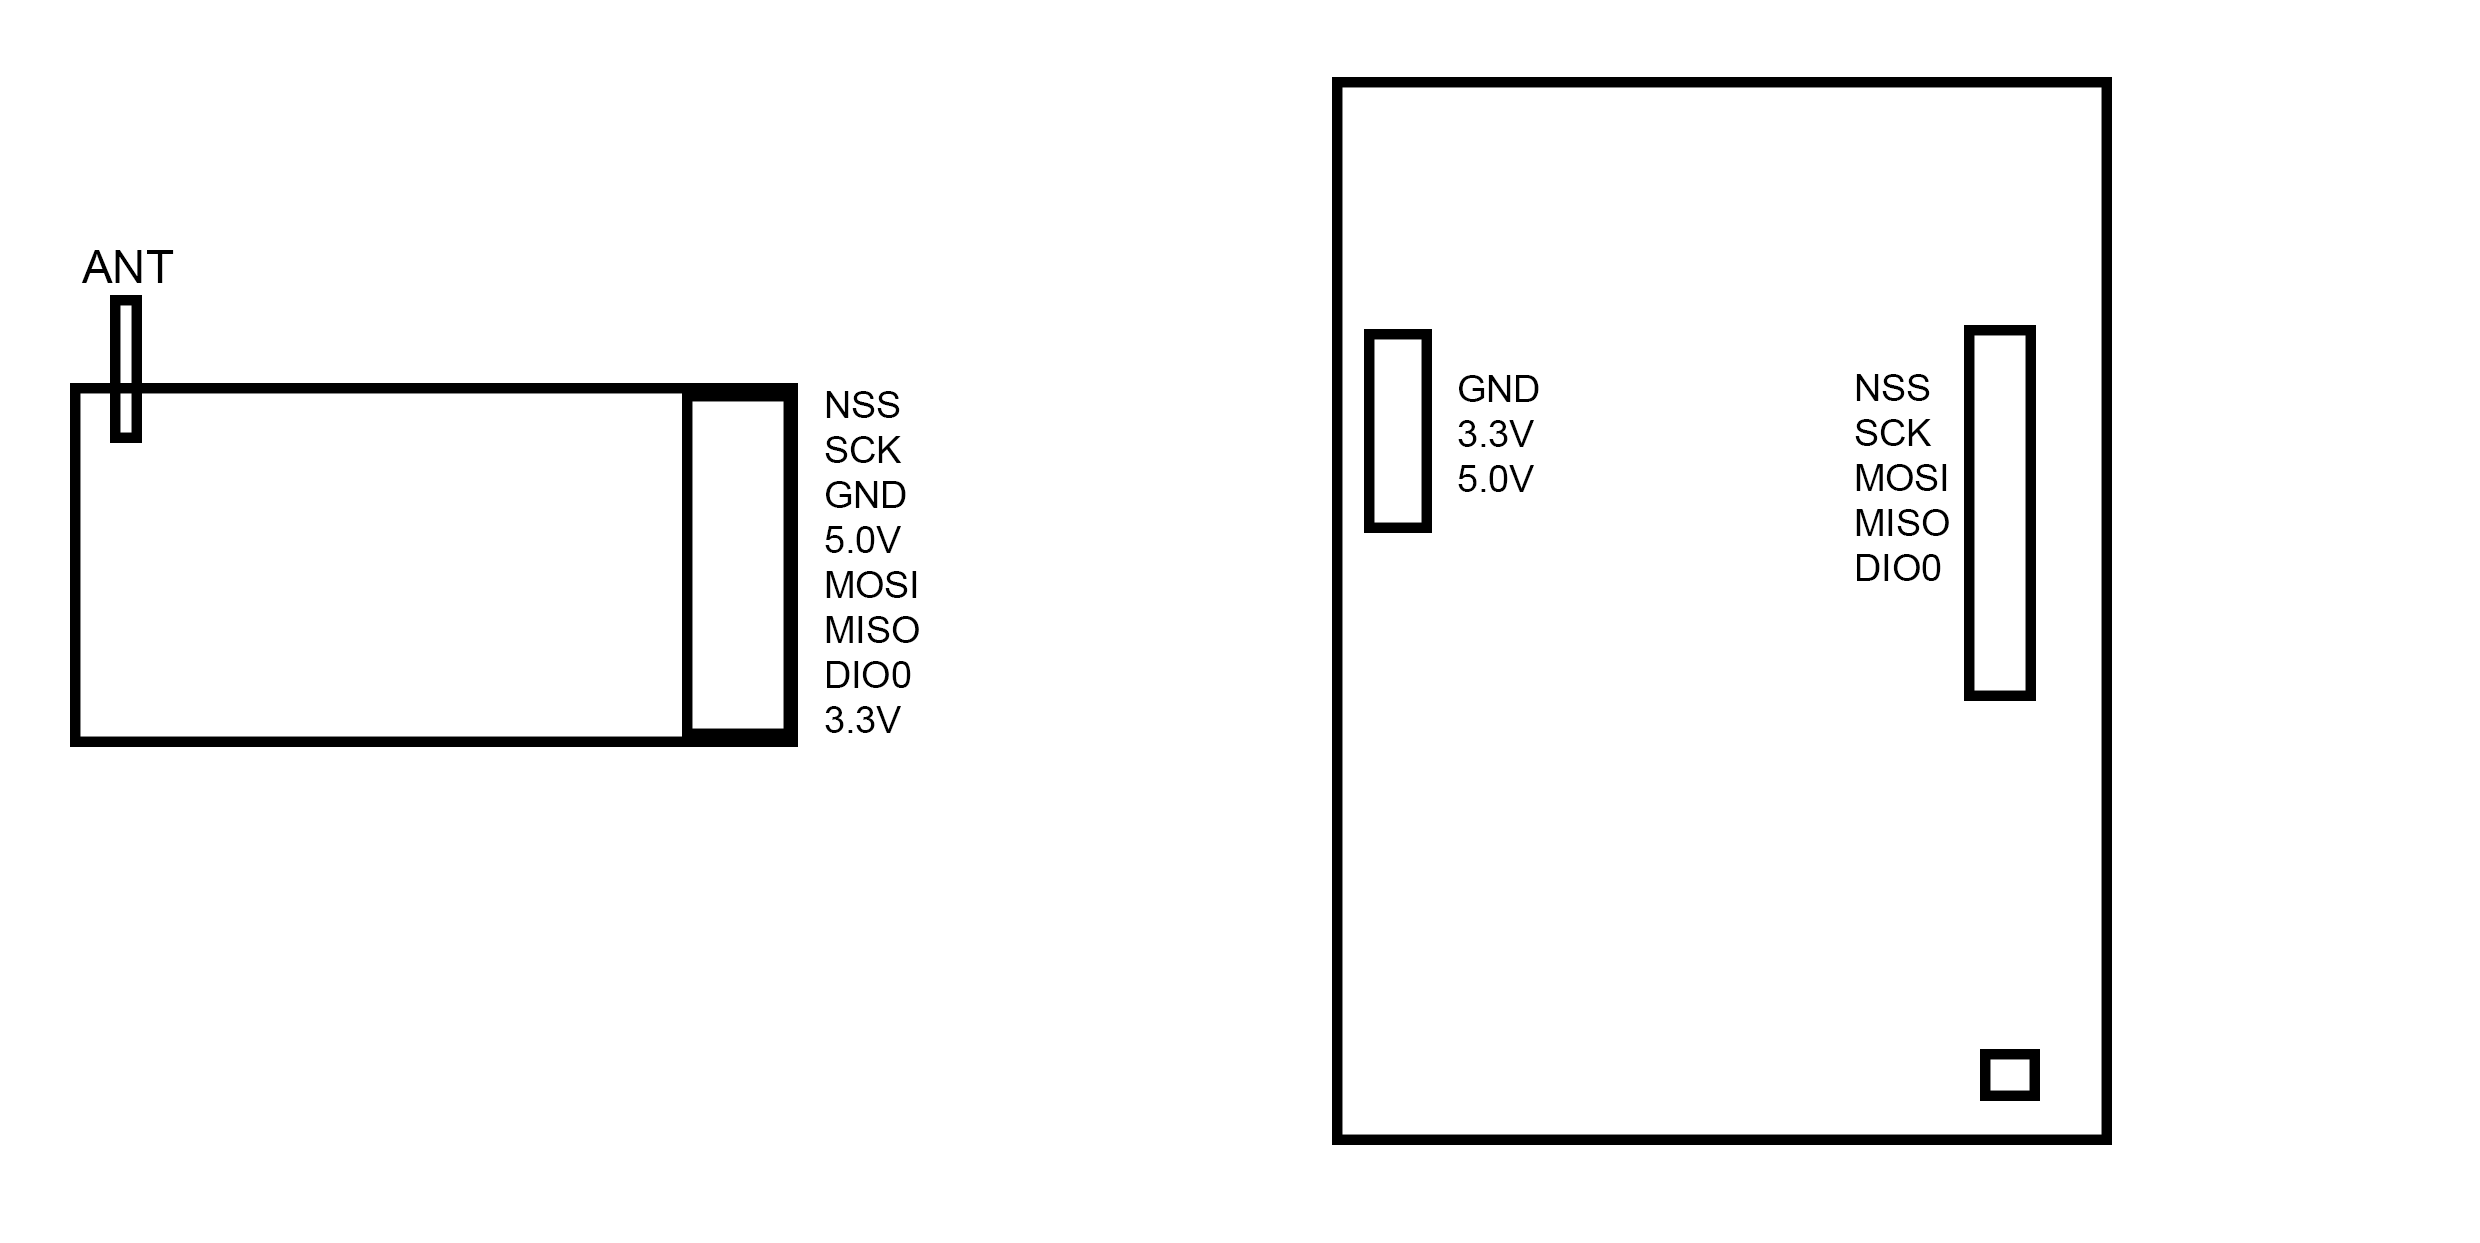 ANT
NSS
SCK
GND
5.0V
MOSI
MISO
DIO0
3.3V
GND
3.3V
5.0V
NSS
SCK
MOSI
MISO
DIO0